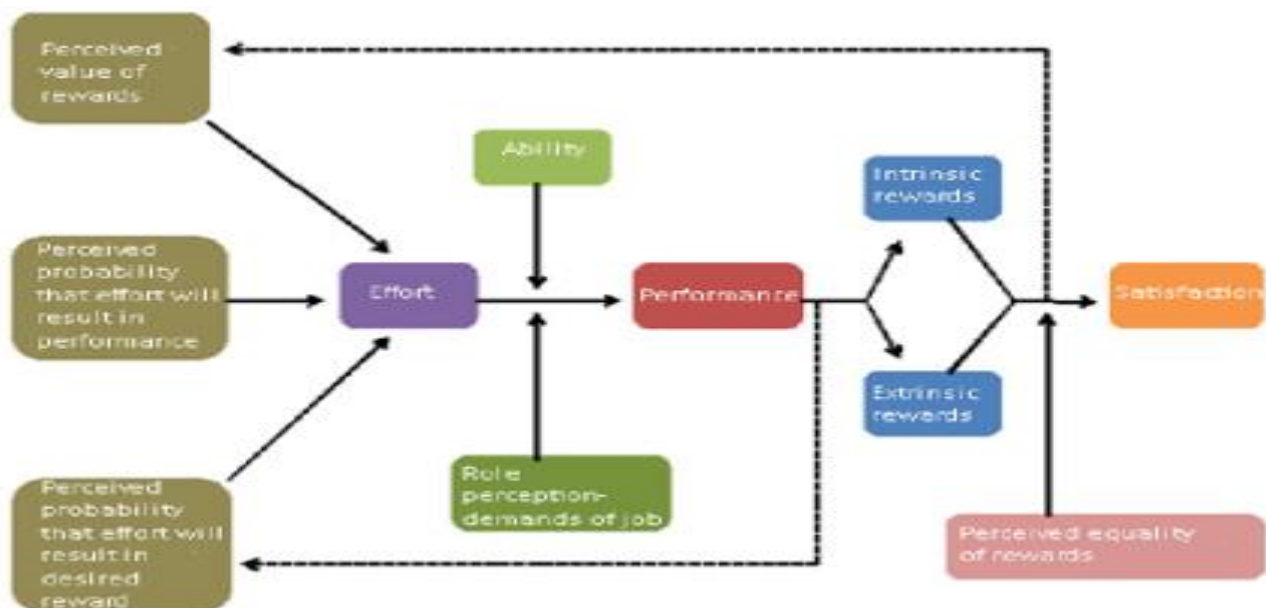 Perceived
value of
rewards
Ability
Intrinsic
rewards
Perceived
probability
that effort will
result in
performance
Effort
Performance
Satisfaction
Extrinsic
rewards
Role
perception-
demands of job
Perceived
probability
that effort will
result in
desired
reward
Perceived equality
of rewards